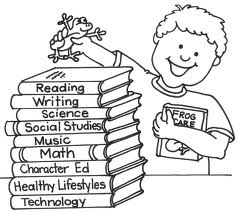 Reading
Writing
Science
Social Studies
Music
Math
Character Ed
Healthy Lifestyles
Technology
FROG
CARE